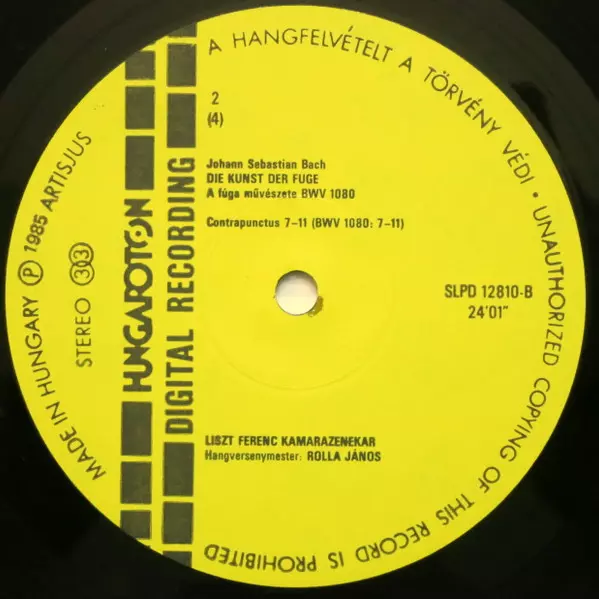 A HANGFELVÉTELT A TÖRVÉNY VÉDI • UNAUTHORIZED COPYING OF THIS RECORD IS PROHIBITED
MADE IN HUNGARY Ⓟ 1985 ARTISJUS
STEREO 33
HUNGAROTON
DIGITAL RECORDING
2
(4)
Johann Sebastian Bach
DIE KUNST DER FUGE
A fúga művészete BWV 1080
Contrapunctus 7-11 (BWV 1080: 7-11)
SLPD 12810-B
24'01"
LISZT FERENC KAMARAZENEKAR
Hangversenymester: ROLLA JÁNOS